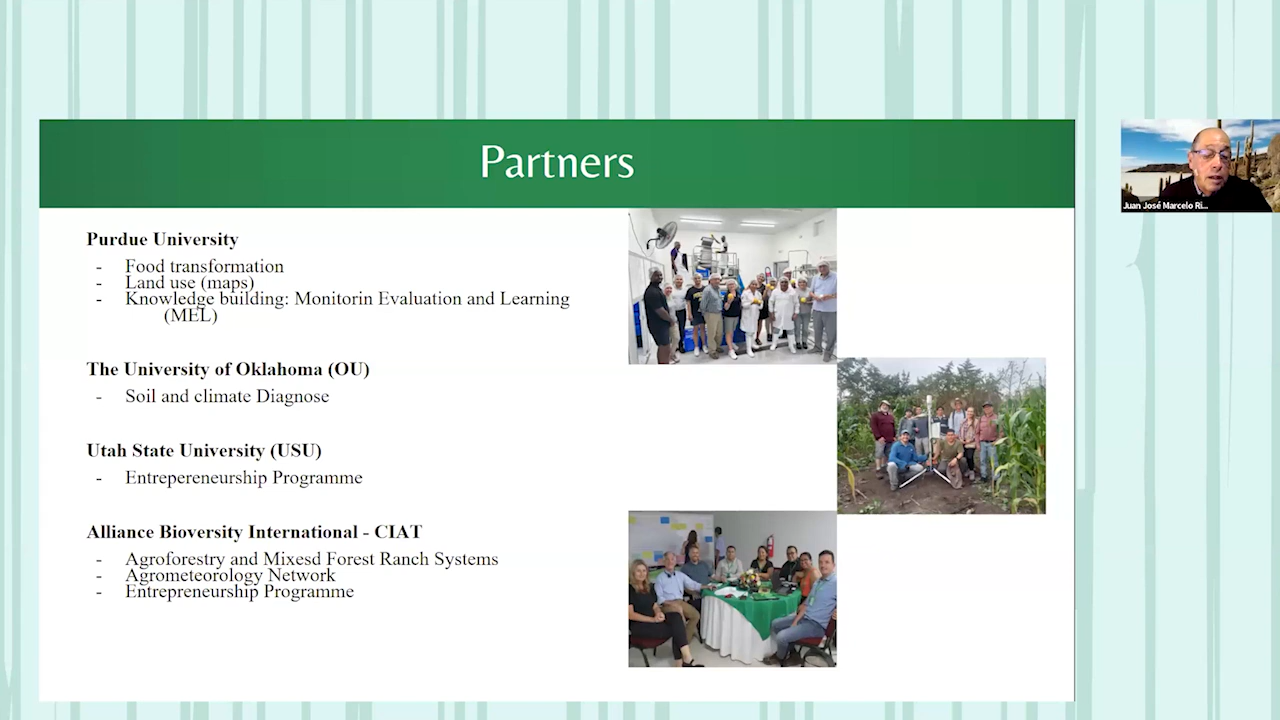 Partners
Purdue University
- Food transformation
- Land use (maps)
- Knowledge building: Monitorin Evaluation and Learning
(MEL)
The University of Oklahoma (OU)
- Soil and climate Diagnose
Utah State University (USU)
- Entrepereneurship Programme
Alliance Bioversity International - CIAT
- Agroforestry and Mixesd Forest Ranch Systems
- Agrometeorology Network
- Entrepreneurship Programme
Juan José Marcelo Ri...